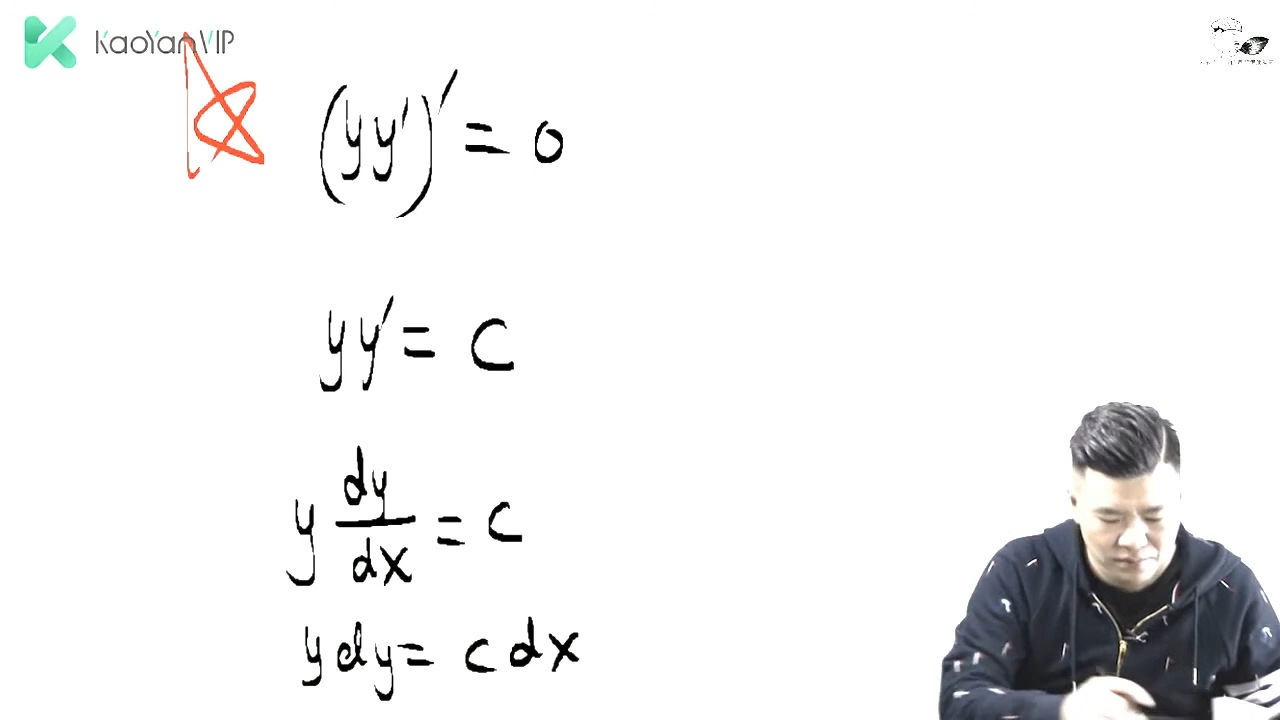 KaoYanVIP
(yy')' = 0
yy' = C
y dy/dx = C
ydy = cdx